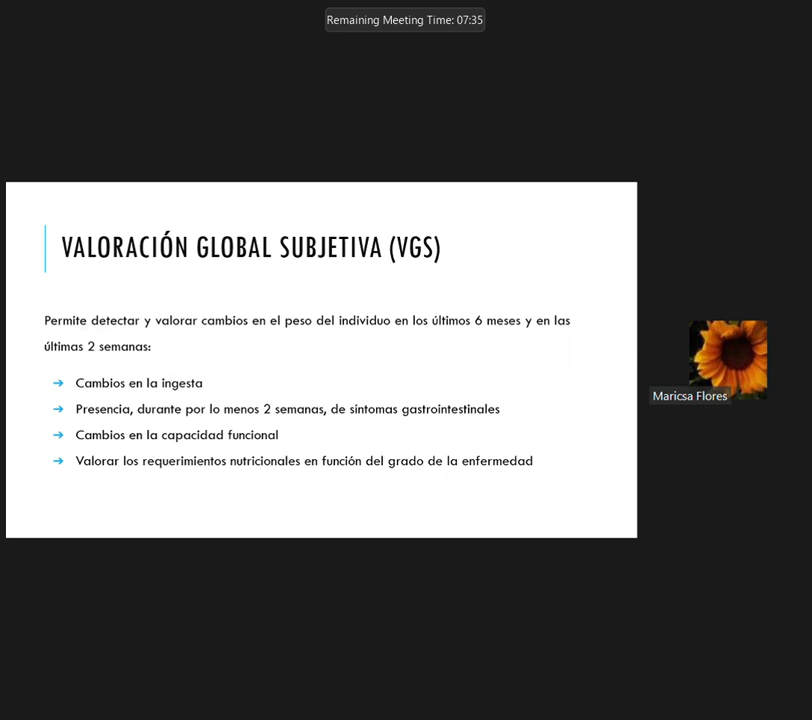 Remaining Meeting Time: 07:35
VALORACIÓN GLOBAL SUBJETIVA (VGS)
Permite detectar y valorar cambios en el peso del individuo en los últimos 6 meses y en las
últimas 2 semanas:
➔ Cambios en la ingesta
➔ Presencia, durante por lo menos 2 semanas, de síntomas gastrointestinales
➔ Cambios en la capacidad funcional
➔ Valorar los requerimientos nutricionales en función del grado de la enfermedad
Maricsa Flores